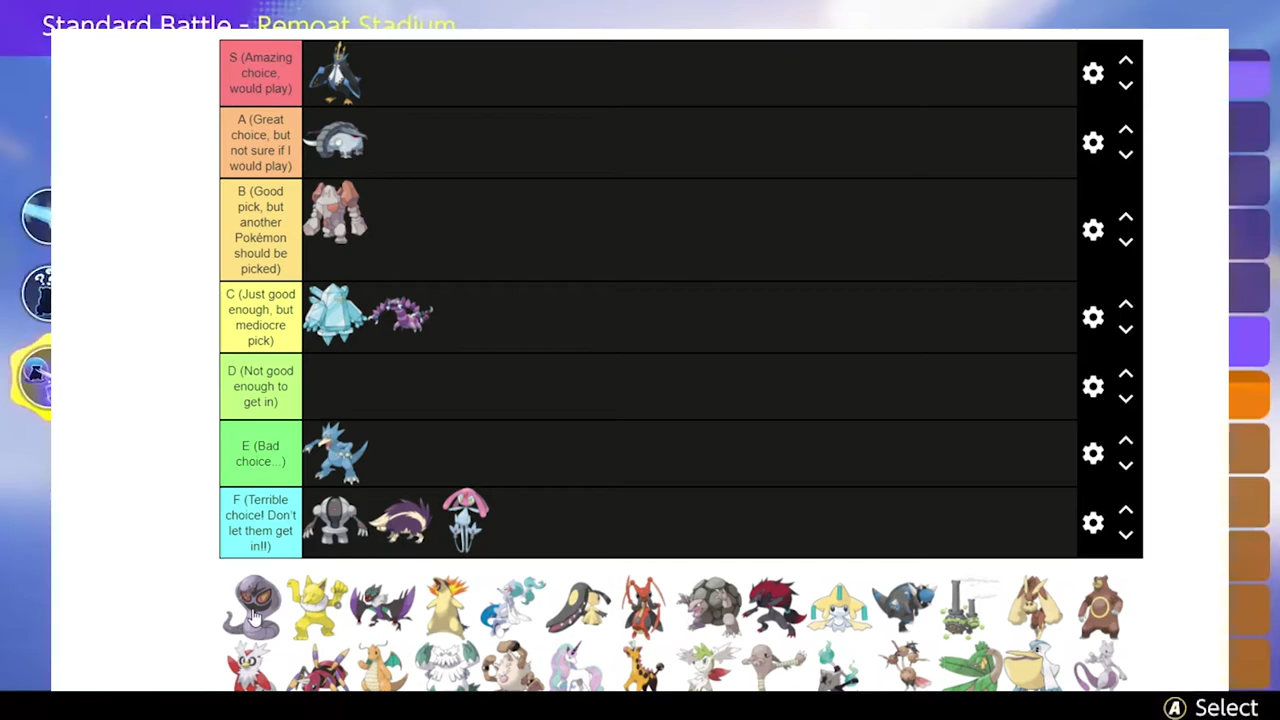 Standard Battle - Remoat Stadium
S (Amazing
choice,
would play)
A (Great
choice, but
not sure if I
would play)
B (Good
pick, but
another
Pokémon
should be
picked)
C (Just good
enough, but
mediocre
pick)
D (Not good
enough to
get in)
E (Bad
choice...)
F (Terrible
choice! Don't
let them get
in!!)
A Select